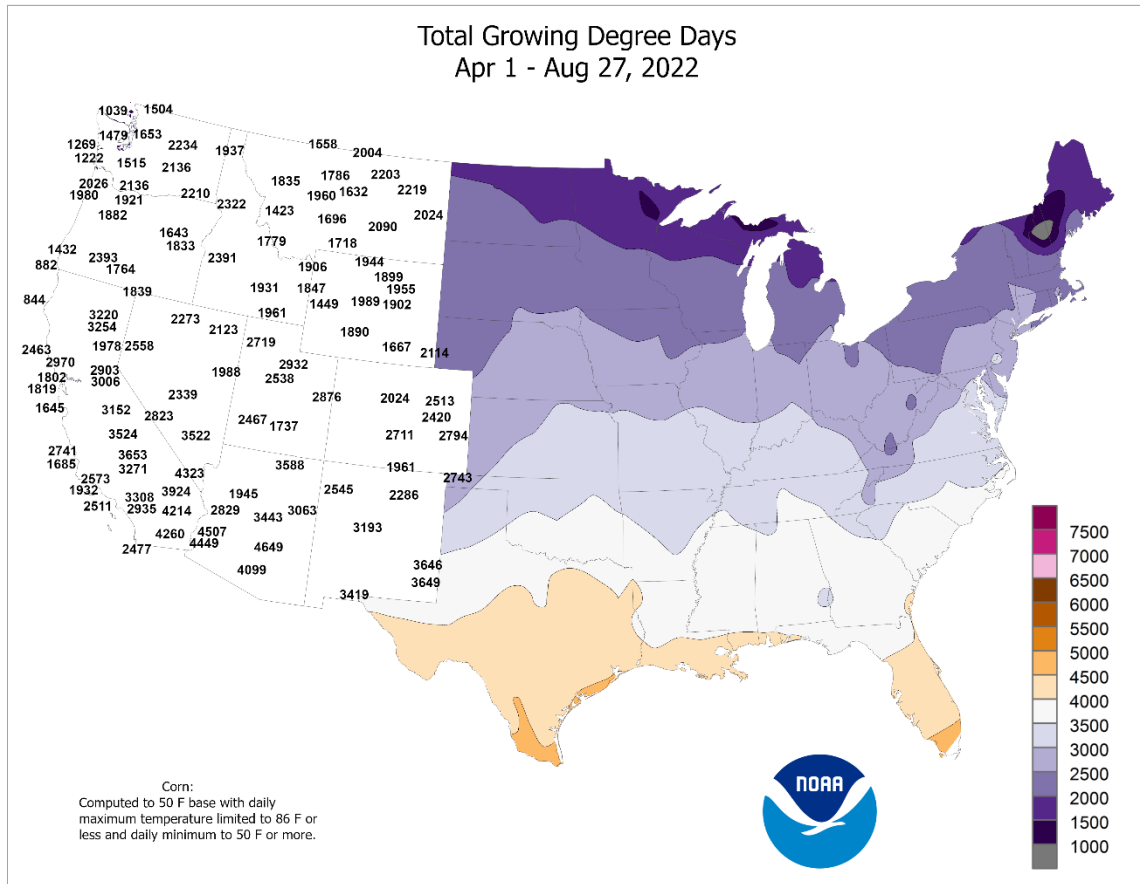 Total Growing Degree Days
Apr 1 - Aug 27, 2022
1039 1504
1479 1653
1269 2234 1937 1558
1222 1515 2136 2004
2026 2136 2210 1835 1786 2203
1980 1921 2322 1960 1632 2219
1882 1423 1696 2024
1643 2090
1432 1833 1779 1718
882 2393 2391 1944
1764 1906 1899
844 1839 1931 1847 1955
1449 1989 1902
3220 2273 1961
3254 2123 1890
2463 1978 2558 2719 1667 2114
2970 2903 1988 2932
1802 3006 2538
1819 2339 2876 2024 2513
1645 3152 2823 2467 1737 2420
3524 3522 2711 2794
2741 3653
1685 3271 4323 3588 1961 2743
2573 3924 1945 2545 2286
1932 3308
2511 2935 4214 2829 3443 3063 3193
4260 4507
2477 4449 4649
4099 3646
3649
3419
7500
7000
6500
6000
5500
5000
4500
4000
3500
3000
2500
2000
1500
1000
NOAA
Corn:
Computed to 50 F base with daily
maximum temperature limited to 86 F or
less and daily minimum to 50 F or more.